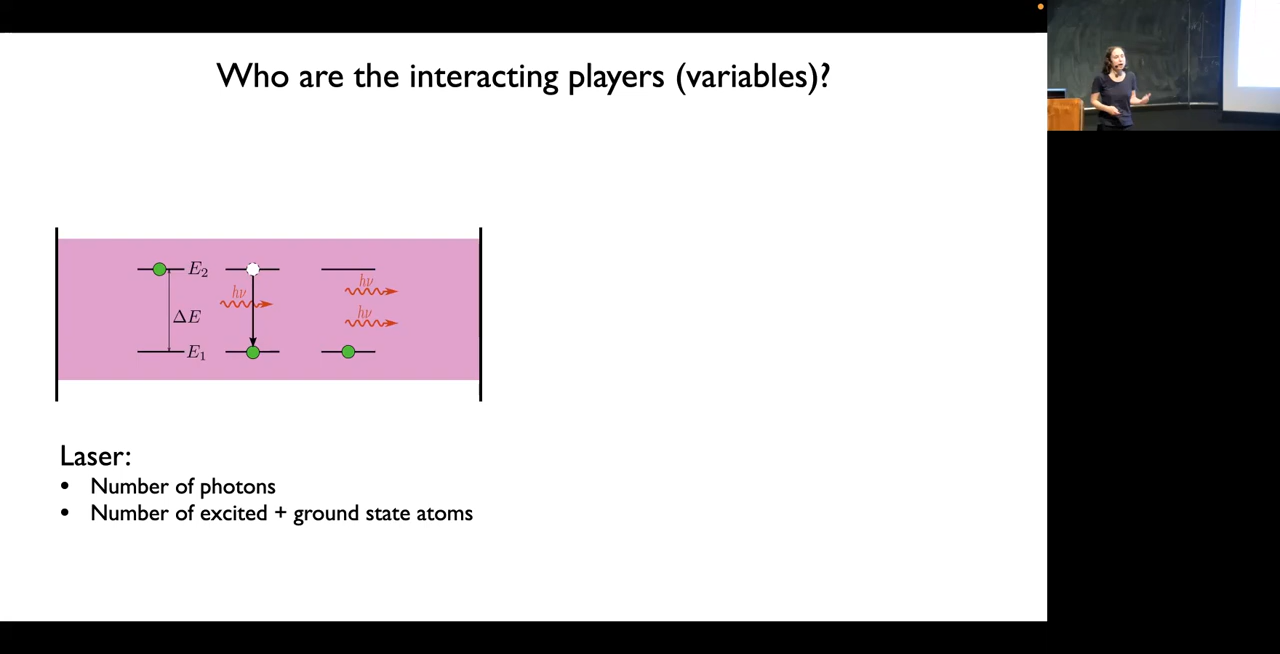 Who are the interacting players (variables)?
E₂
hν
hν
hν
ΔE
E₁
Laser:
• Number of photons
• Number of excited + ground state atoms